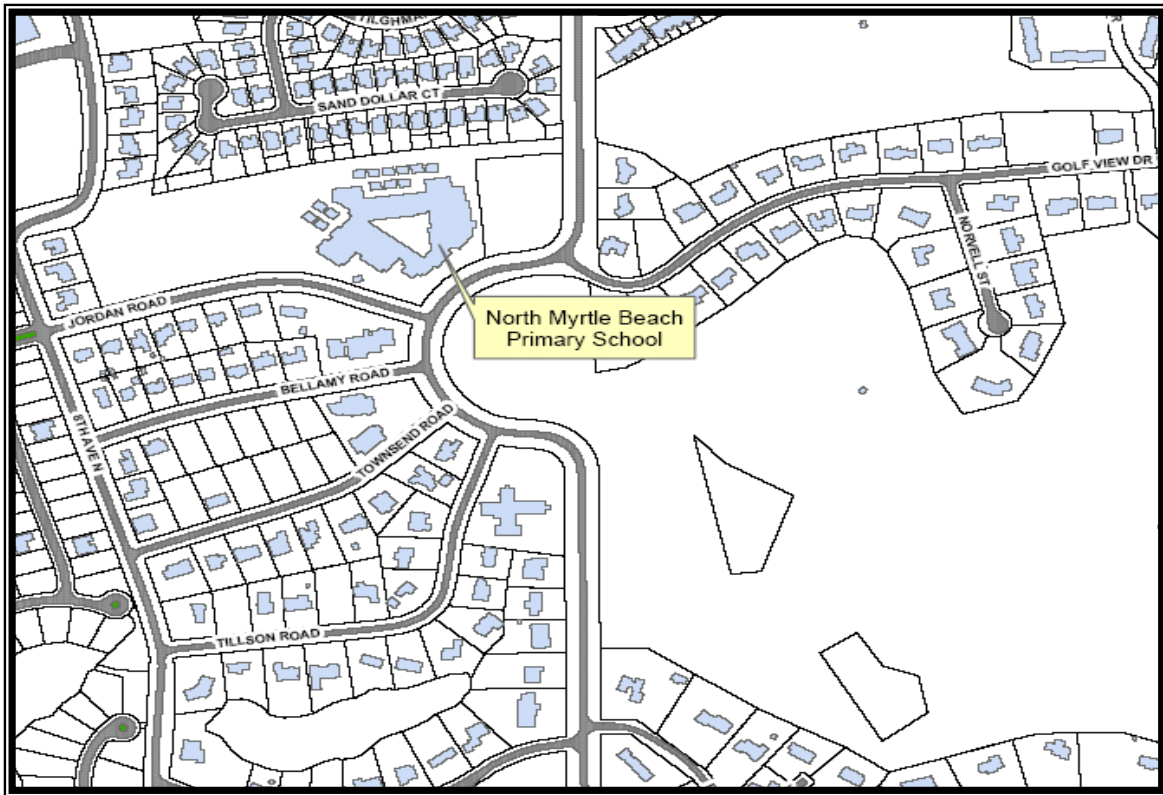 TILGHMA
SAND DOLLAR CT
GOLF VIEW DR
NORVELL ST
JORDAN ROAD
North Myrtle Beach
Primary School
BELLAMY ROAD
8TH AVE N
TOWNSEND ROAD
TILLSON ROAD